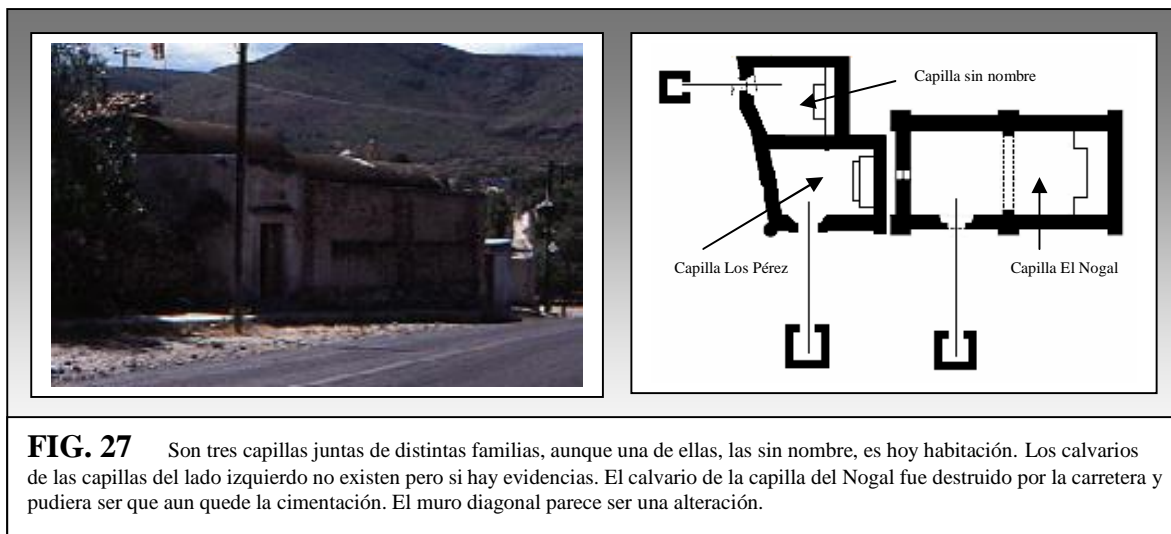 Capilla sin nombre
Capilla Los Pérez
Capilla El Nogal
FIG. 27 Son tres capillas juntas de distintas familias, aunque una de ellas, las sin nombre, es hoy habitación. Los calvarios
de las capillas del lado izquierdo no existen pero si hay evidencias. El calvario de la capilla del Nogal fue destruido por la carretera y
pudiera ser que aun quede la cimentación. El muro diagonal parece ser una alteración.